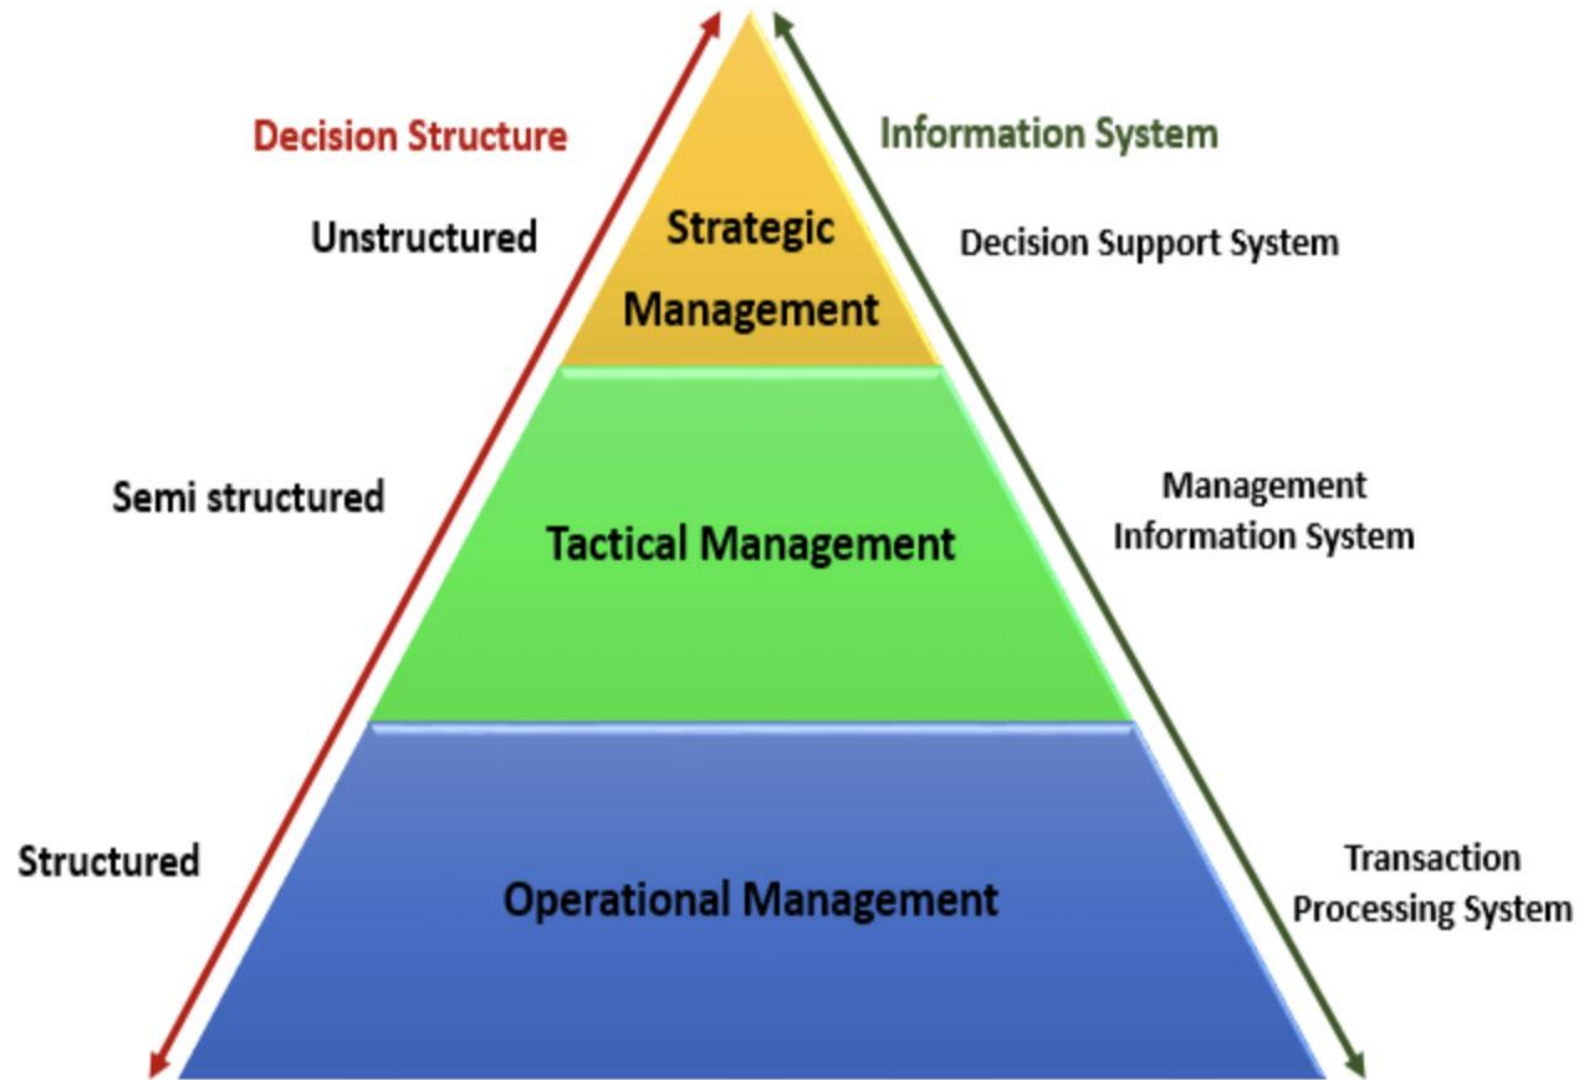 Decision Structure
Information System
Unstructured
Strategic
Management
Decision Support System
Semi structured
Tactical Management
Management
Information System
Structured
Operational Management
Transaction
Processing System